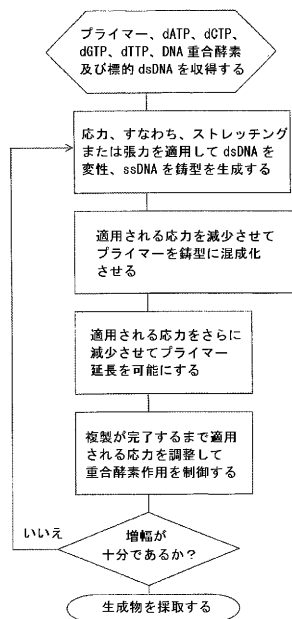 プライマー、dATP、dCTP、
dGTP、dTTP、DNA 重合酵素
及び標的 dsDNA を収得する
応力、すなわち、ストレッチング
または張力を適用して dsDNA を
変性、ssDNA を鋳型を生成する
適用される応力を減少させて
プライマーを鋳型に混成化
させる
適用される応力をさらに
減少させてプライマー
延長を可能にする
複製が完了するまで適用
される応力を調整して
重合酵素作用を制御する
いいえ
増幅が
十分であるか?
生成物を採取する